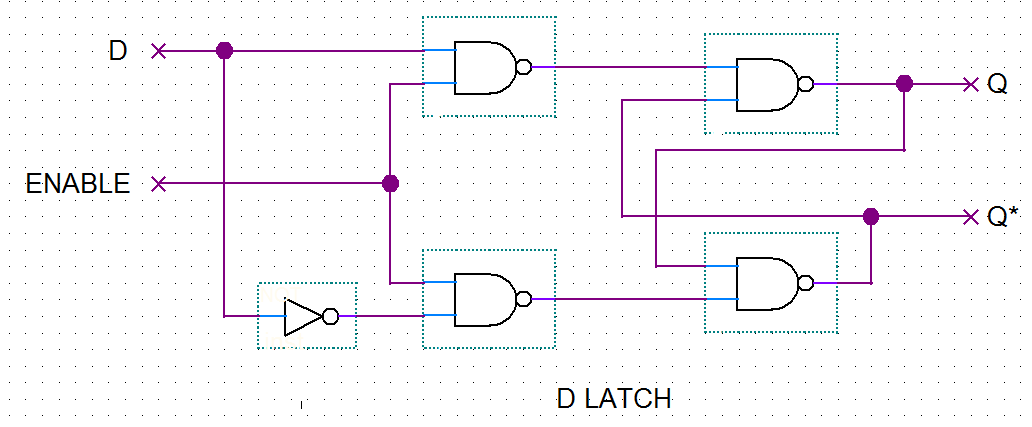 D
Q
ENABLE
Q*
D LATCH